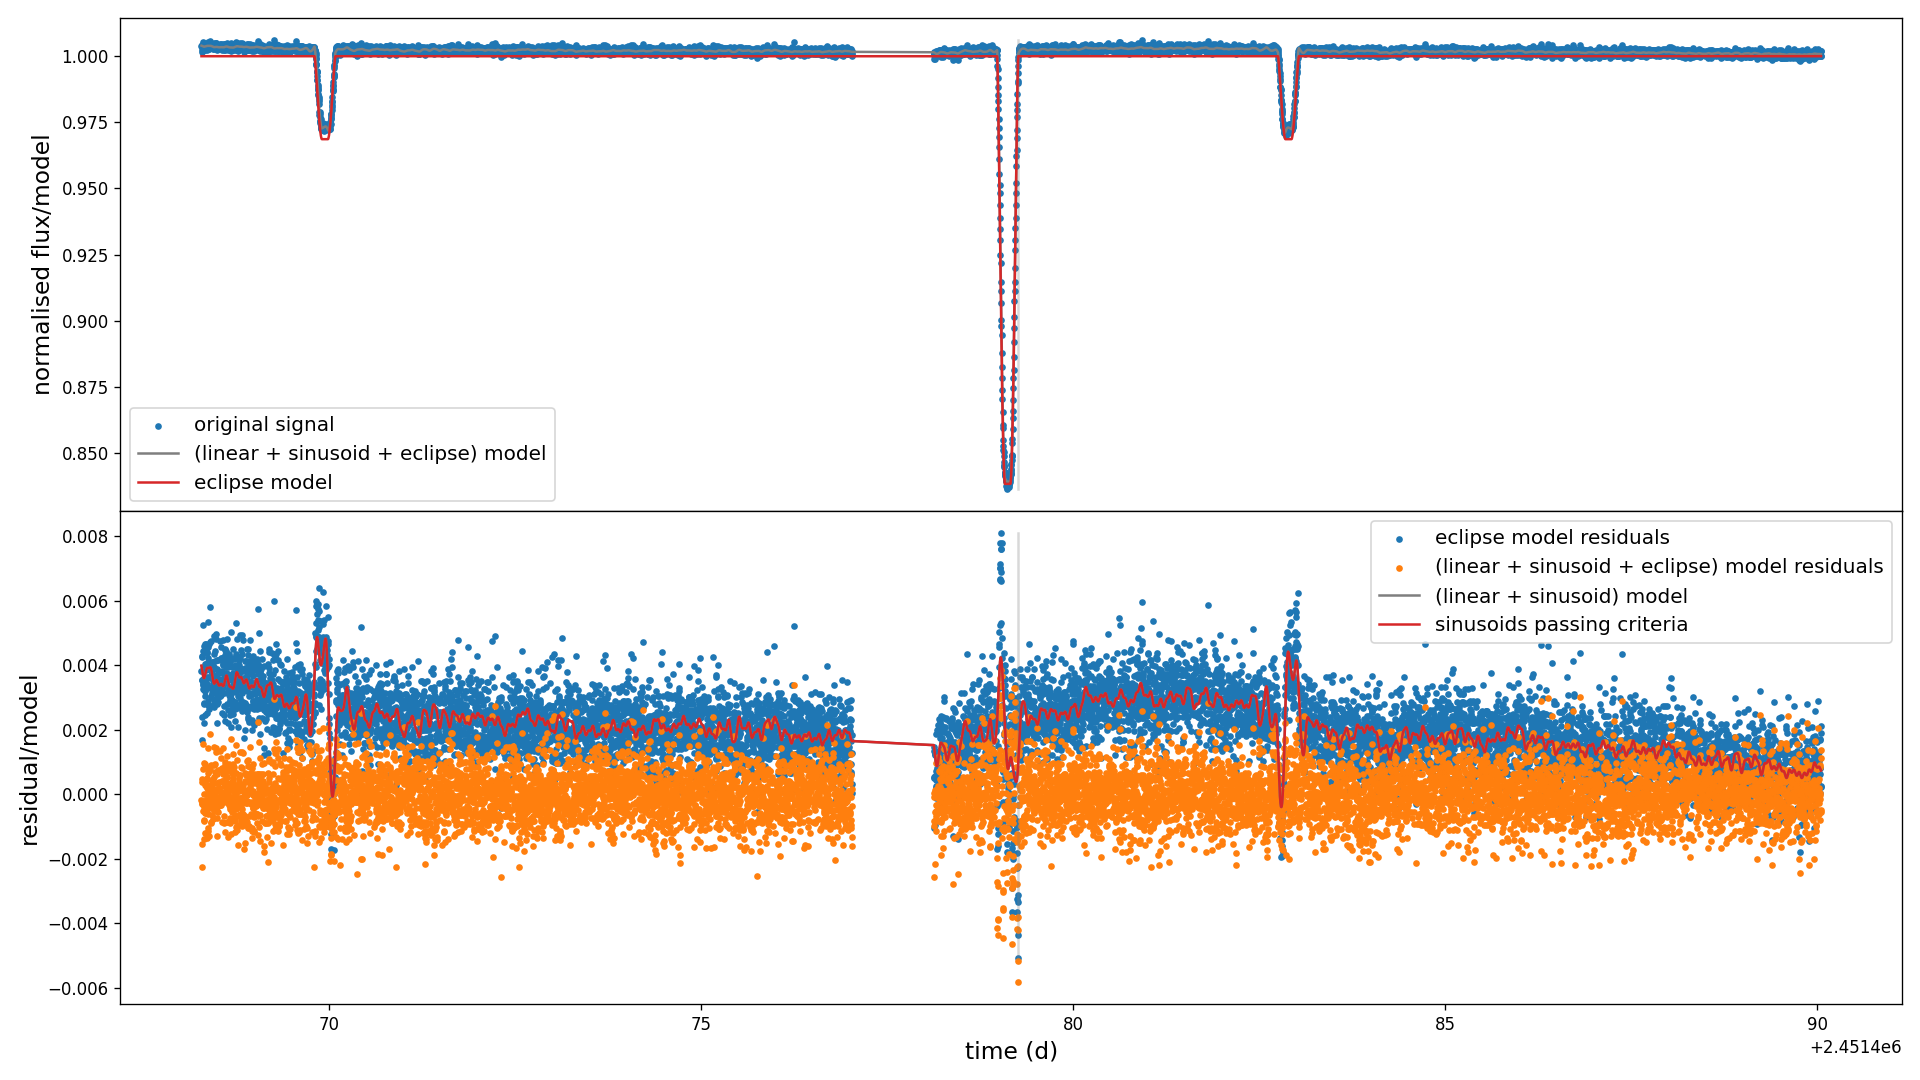 normalised flux/model
1.000
0.975
0.950
0.925
0.900
0.875
0.850
original signal
(linear + sinusoid + eclipse) model
eclipse model
residual/model
0.008
0.006
0.004
0.002
0.000
−0.002
−0.004
−0.006
eclipse model residuals
(linear + sinusoid + eclipse) model residuals
(linear + sinusoid) model
sinusoids passing criteria
70
75
80
85
90
time (d)
+2.4514e6